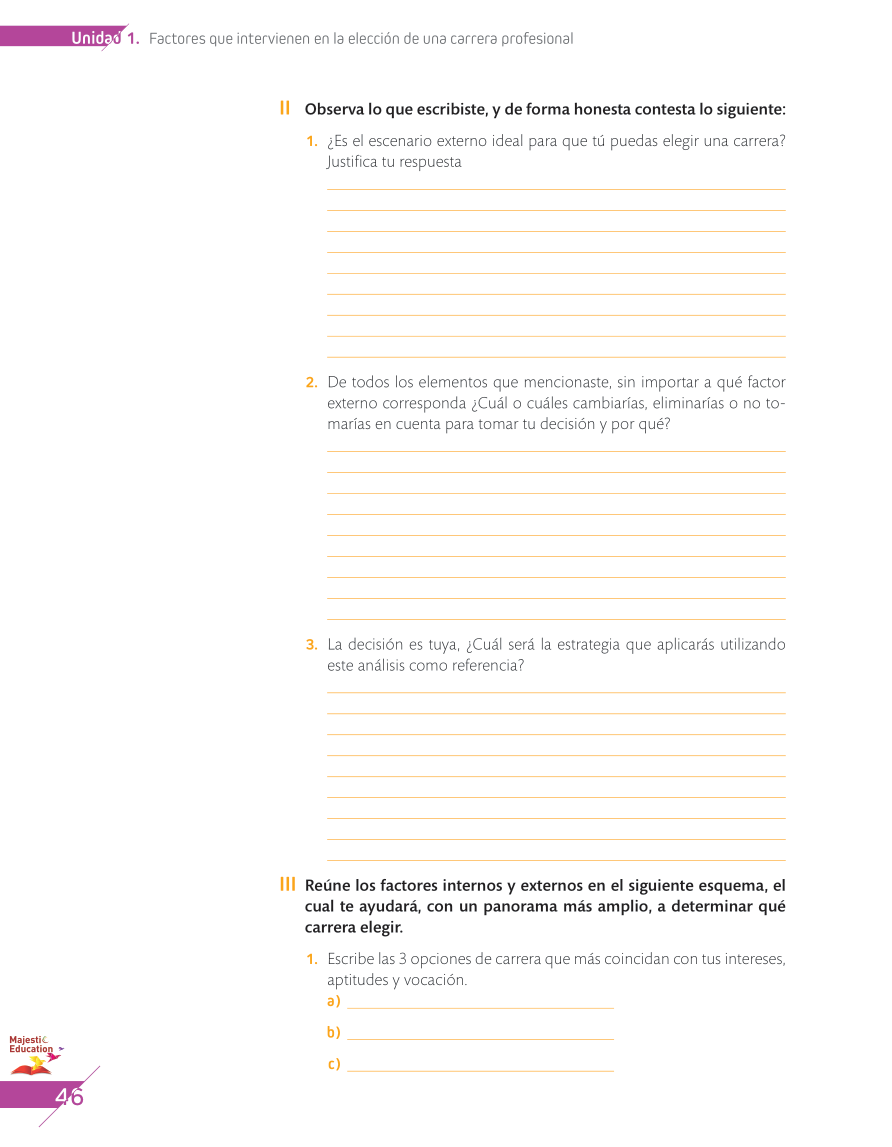 Unidad 1. Factores que intervienen en la elección de una carrera profesional
II Observa lo que escribiste, y de forma honesta contesta lo siguiente:
1. ¿Es el escenario externo ideal para que tú puedas elegir una carrera?
Justifica tu respuesta
2. De todos los elementos que mencionaste, sin importar a qué factor
externo corresponda ¿Cuál o cuáles cambiarías, eliminarías o no to-
marías en cuenta para tomar tu decisión y por qué?
3. La decisión es tuya, ¿Cuál será la estrategia que aplicarás utilizando
este análisis como referencia?
III Reúne los factores internos y externos en el siguiente esquema, el
cual te ayudará, con un panorama más amplio, a determinar qué
carrera elegir.
1. Escribe las 3 opciones de carrera que más coincidan con tus intereses,
aptitudes y vocación.
a)
b)
c)
Majestic
Education
46